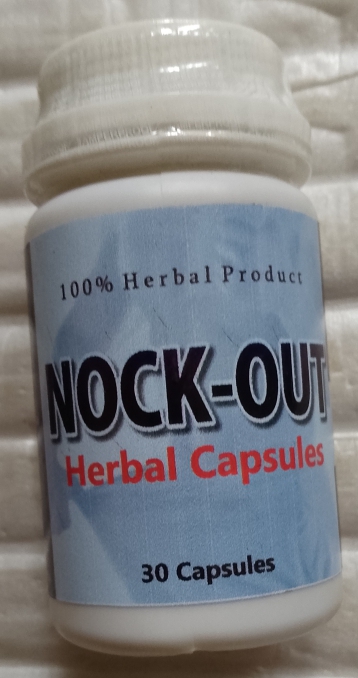 100% Herbal Product
NOCK-OUT
Herbal Capsules
30 Capsules